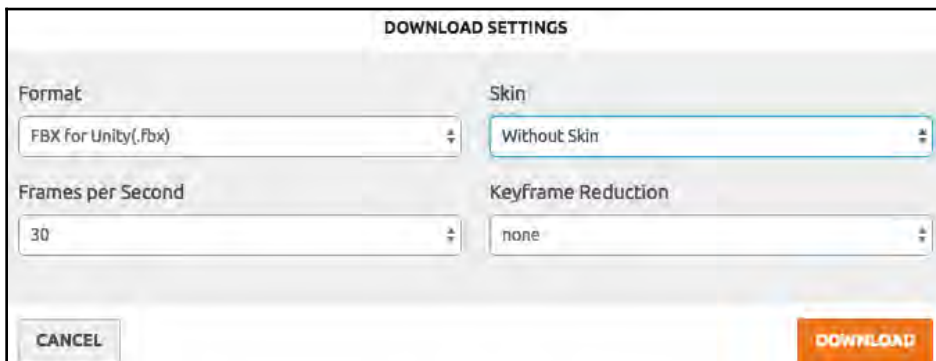 DOWNLOAD SETTINGS
Format Skin
FBX for Unity(.fbx) Without Skin
Frames per Second Keyframe Reduction
30 none
CANCEL DOWNLOAD